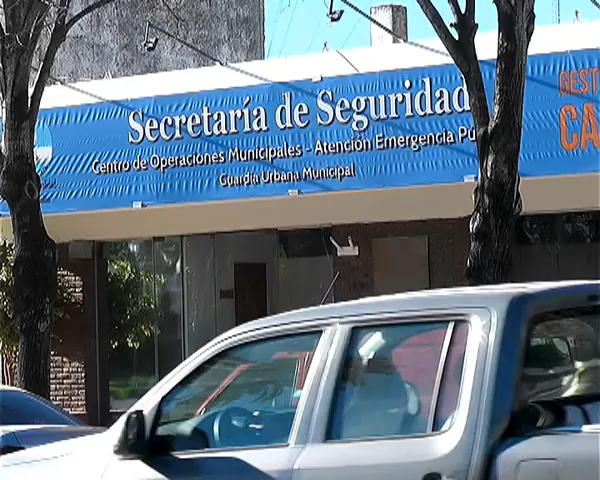 Secretaría de Seguridad
Centro de Operaciones Municipales - Atención Emergencia
Guardia Urbana Municipal